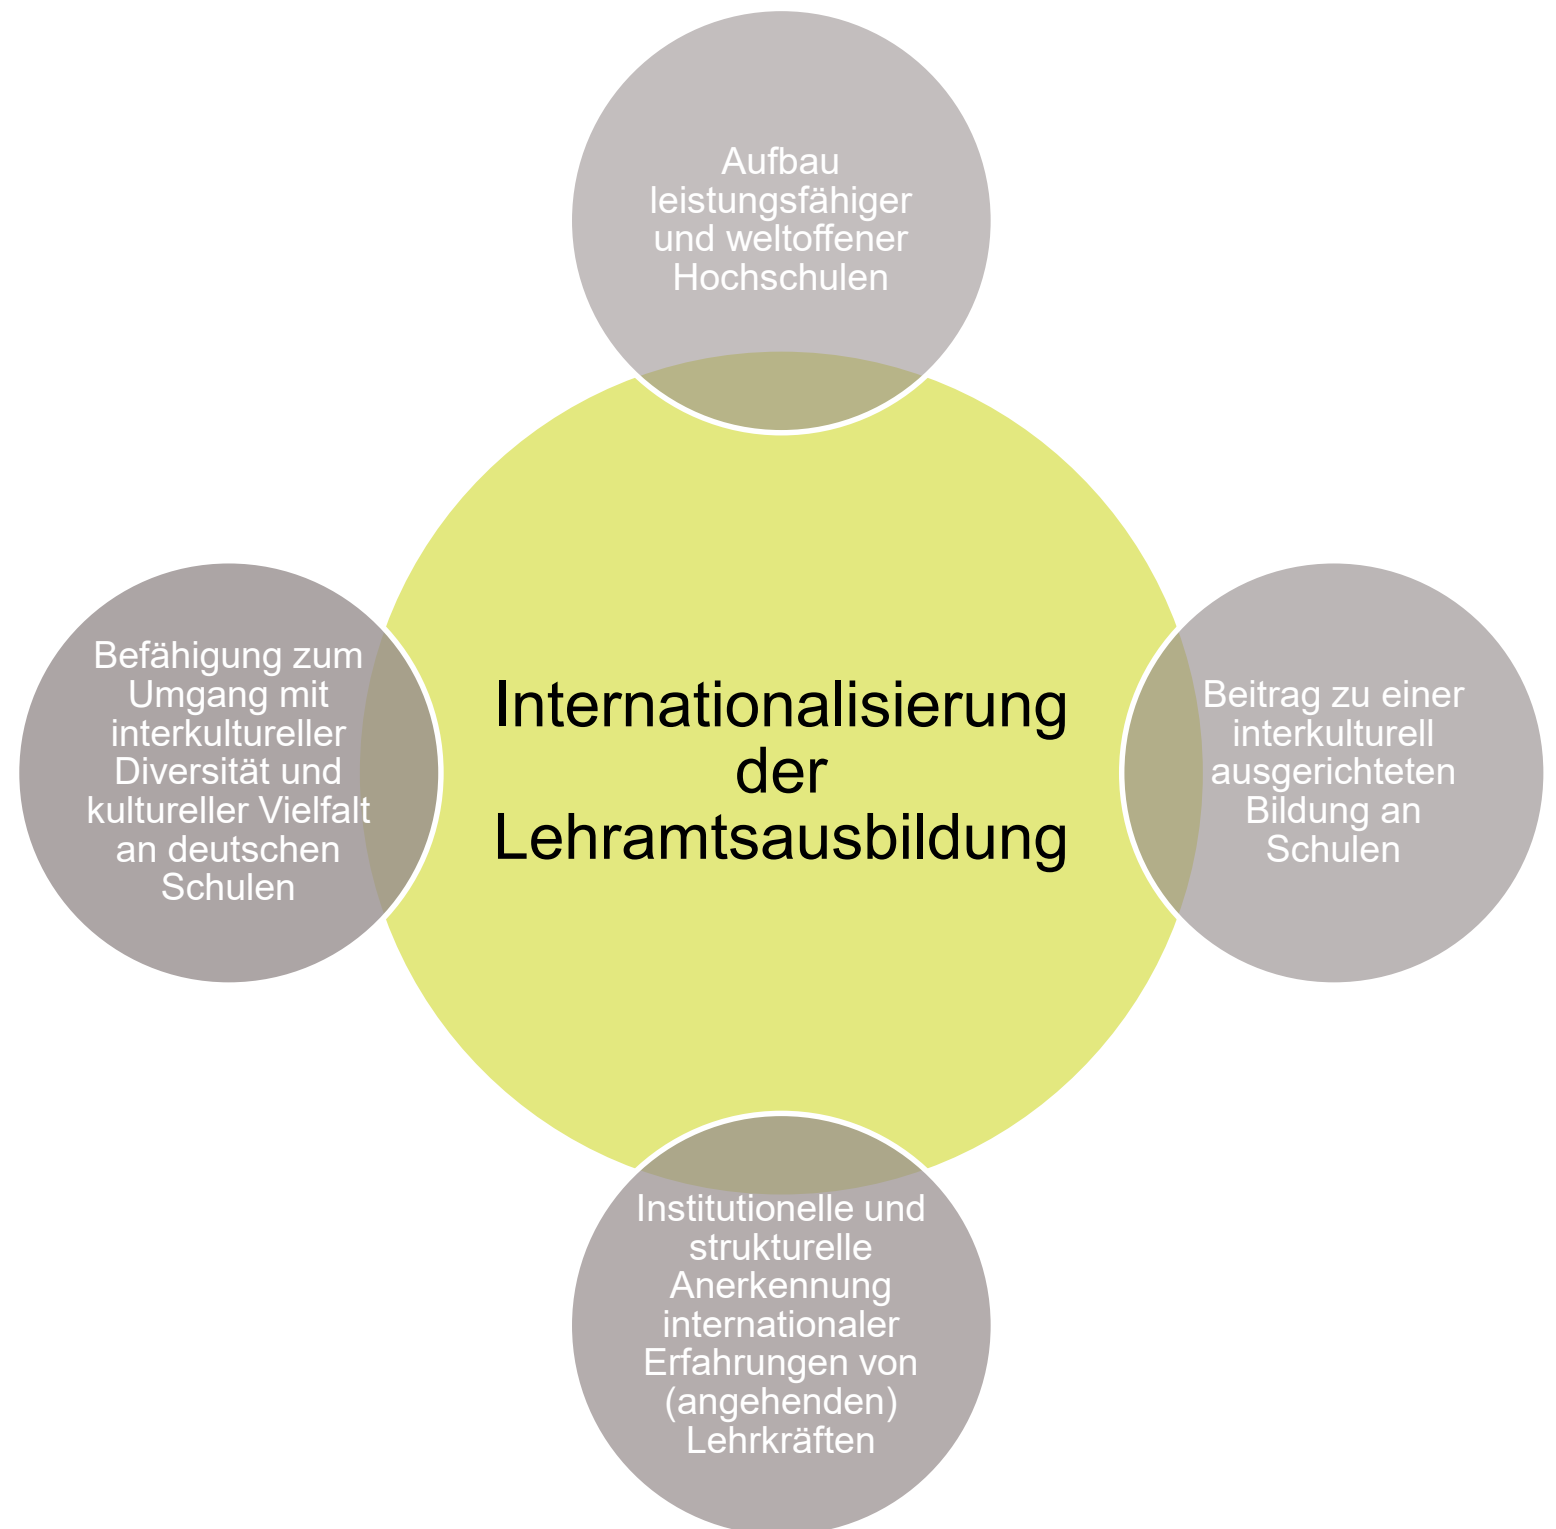 Aufbau
leistungsfähiger
und weltoffener
Hochschulen
Befähigung zum
Umgang mit
interkultureller
Diversität und
kultureller Vielfalt
an deutschen
Schulen
Internationalisierung
der
Lehramtsausbildung
Beitrag zu einer
interkulturell
ausgerichteten
Bildung an
Schulen
Institutionelle und
strukturelle
Anerkennung
internationaler
Erfahrungen von
(angehenden)
Lehrkräften